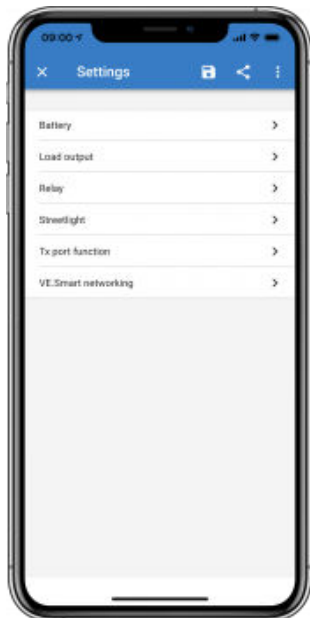 09:00
Settings
Battery
Load output
Relay
Streetlight
Tx port function
VE.Smart networking